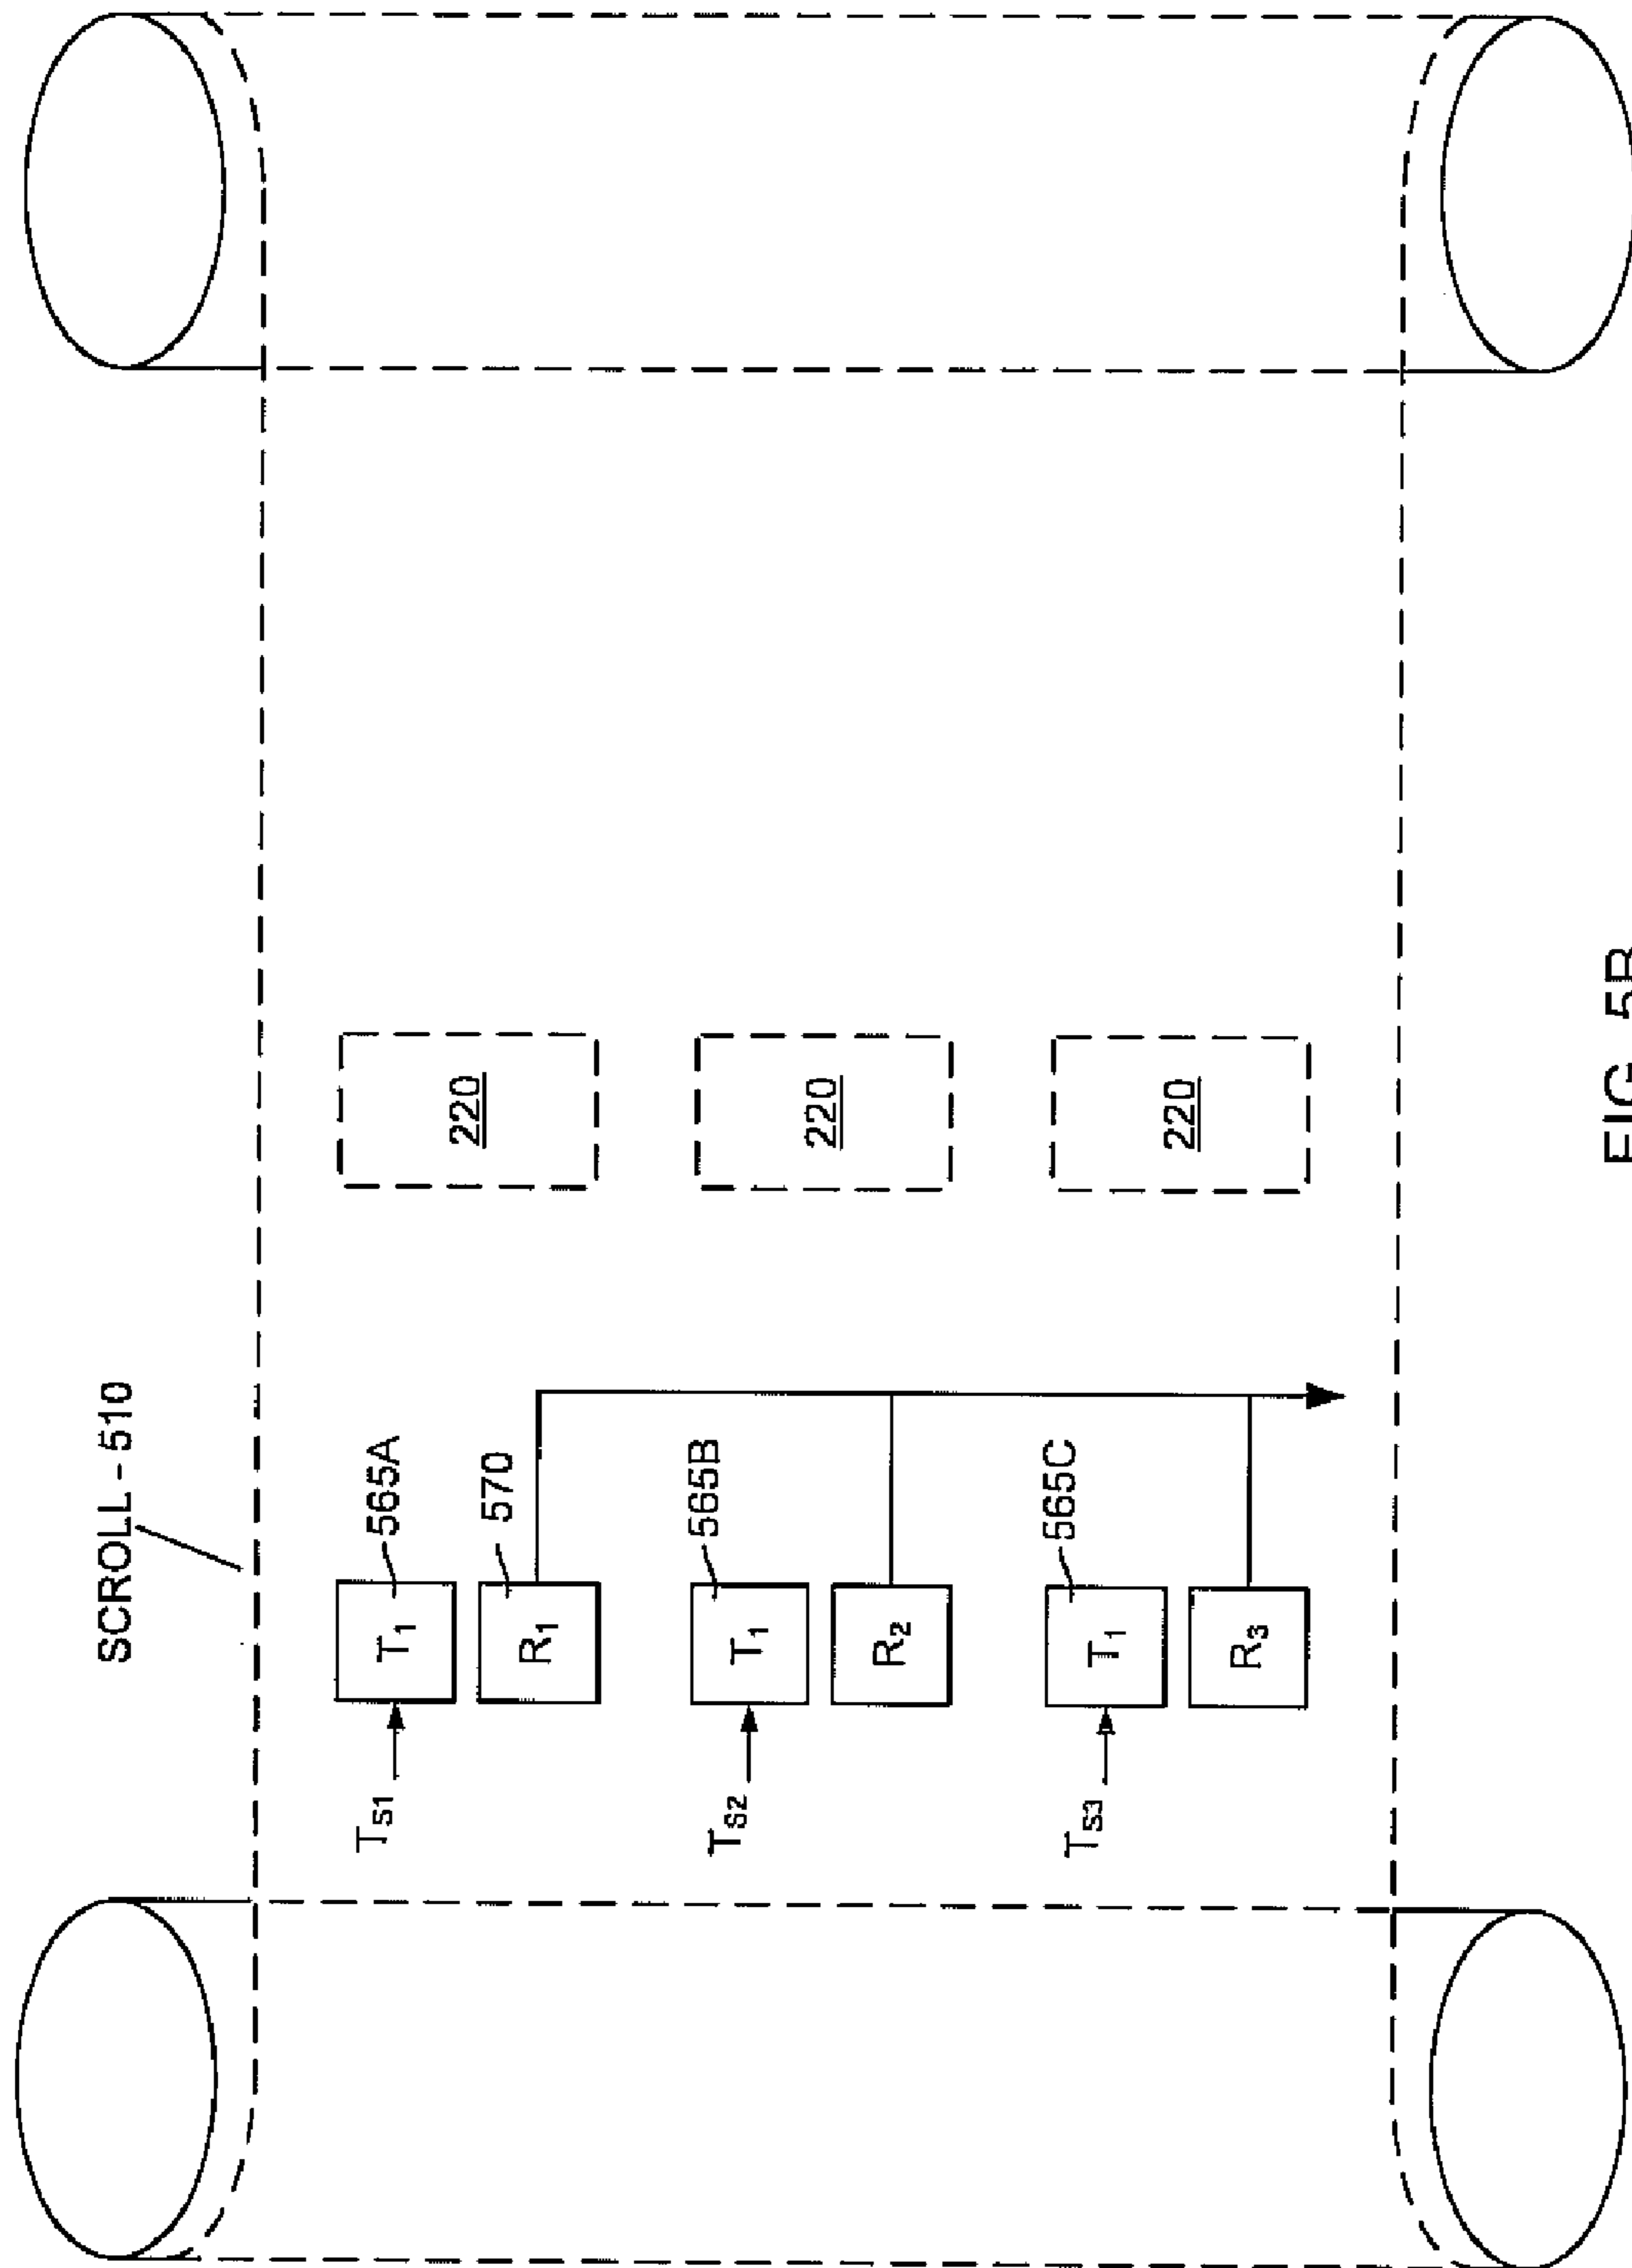 SCROLL-510
T₁
565A
Tₛ₁
R₁
570
T₁
565B
Tₛ₂
R₂
T₁
565C
Tₛ₃
R₃
220
220
220
FIG. 5B